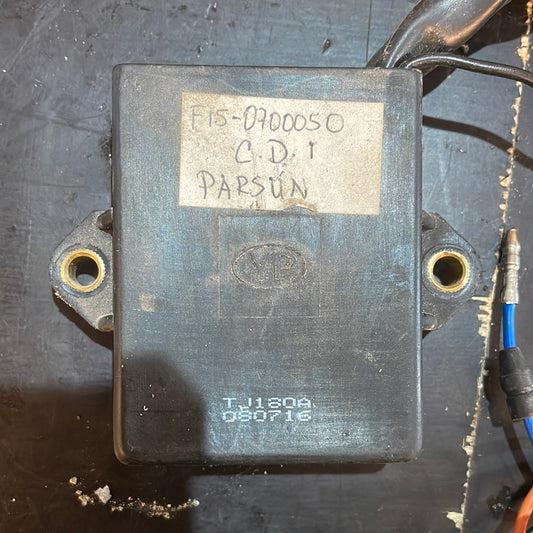 F15-0700050
C.D.I
PARSUN
YP
TJ180A
080716